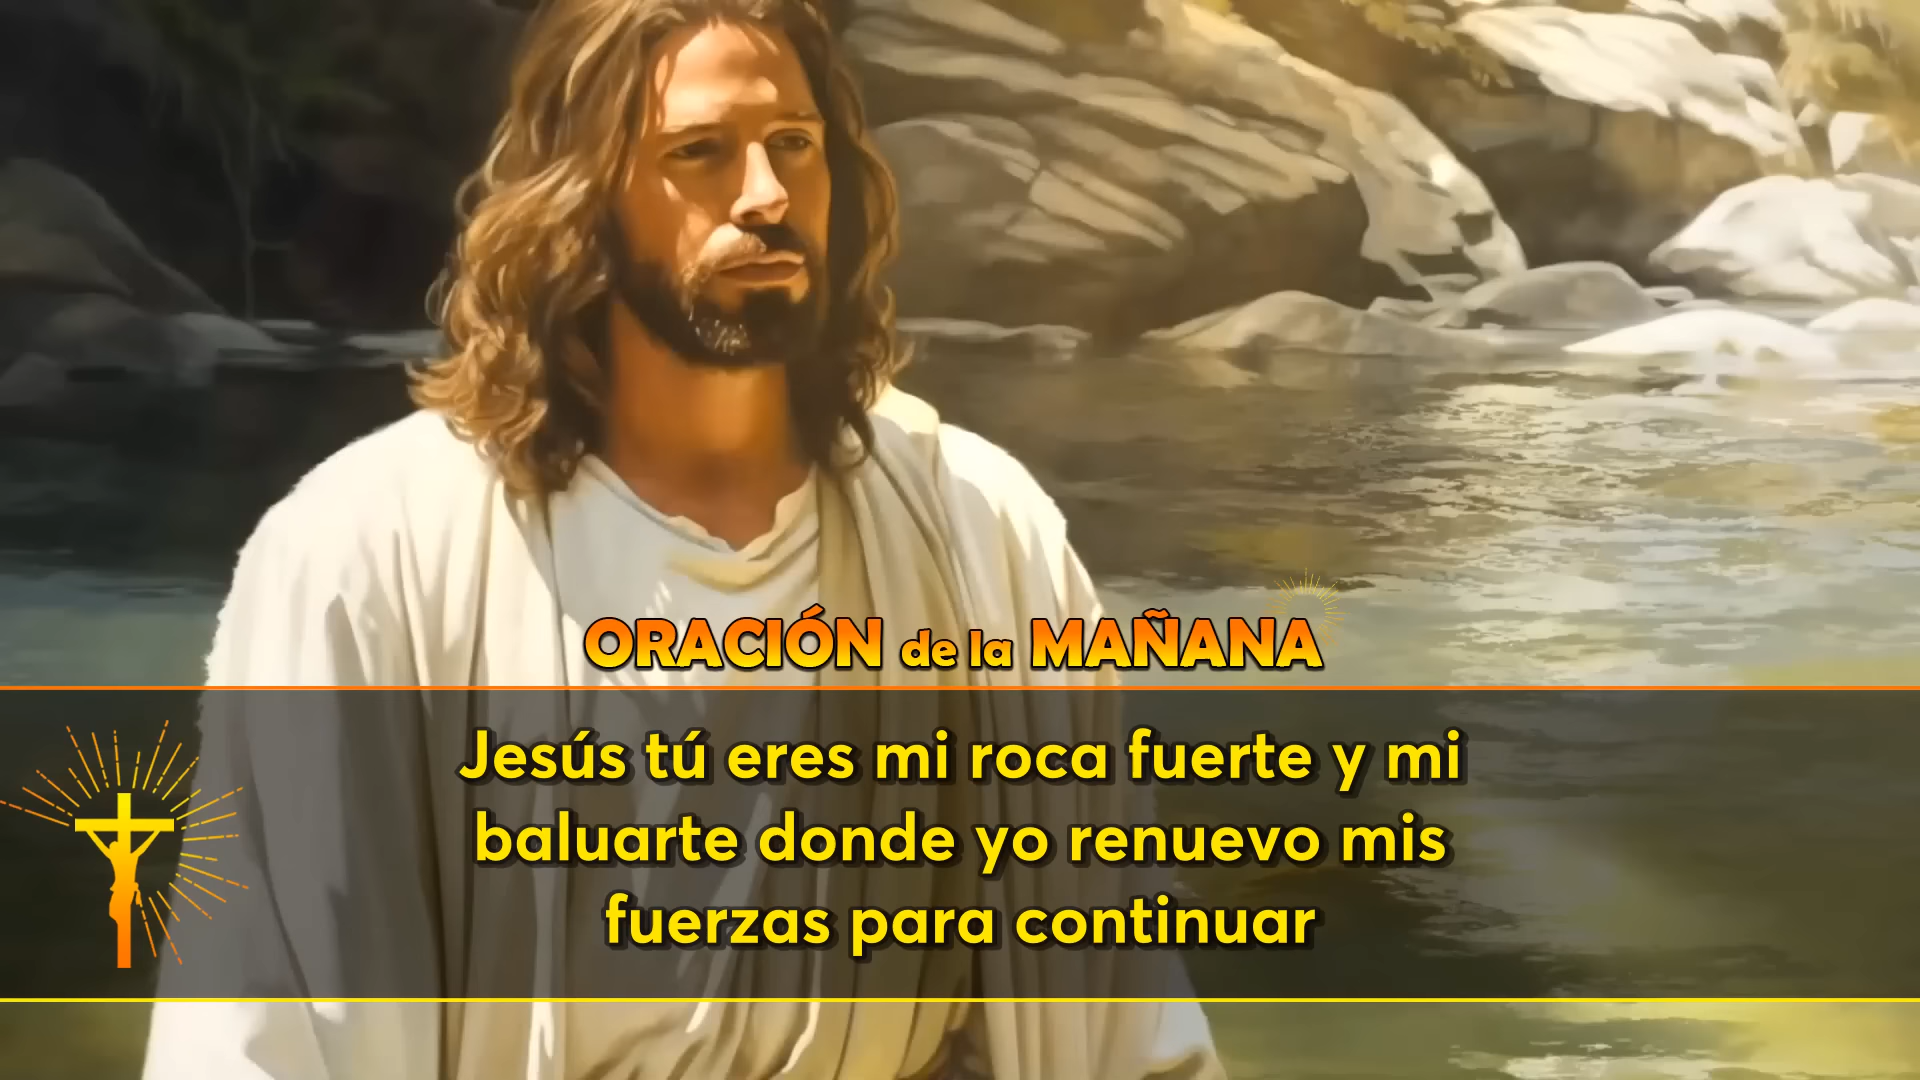 ORACIÓN de la MAÑANA
Jesús tú eres mi roca fuerte y mi
baluarte donde yo renuevo mis
fuerzas para continuar